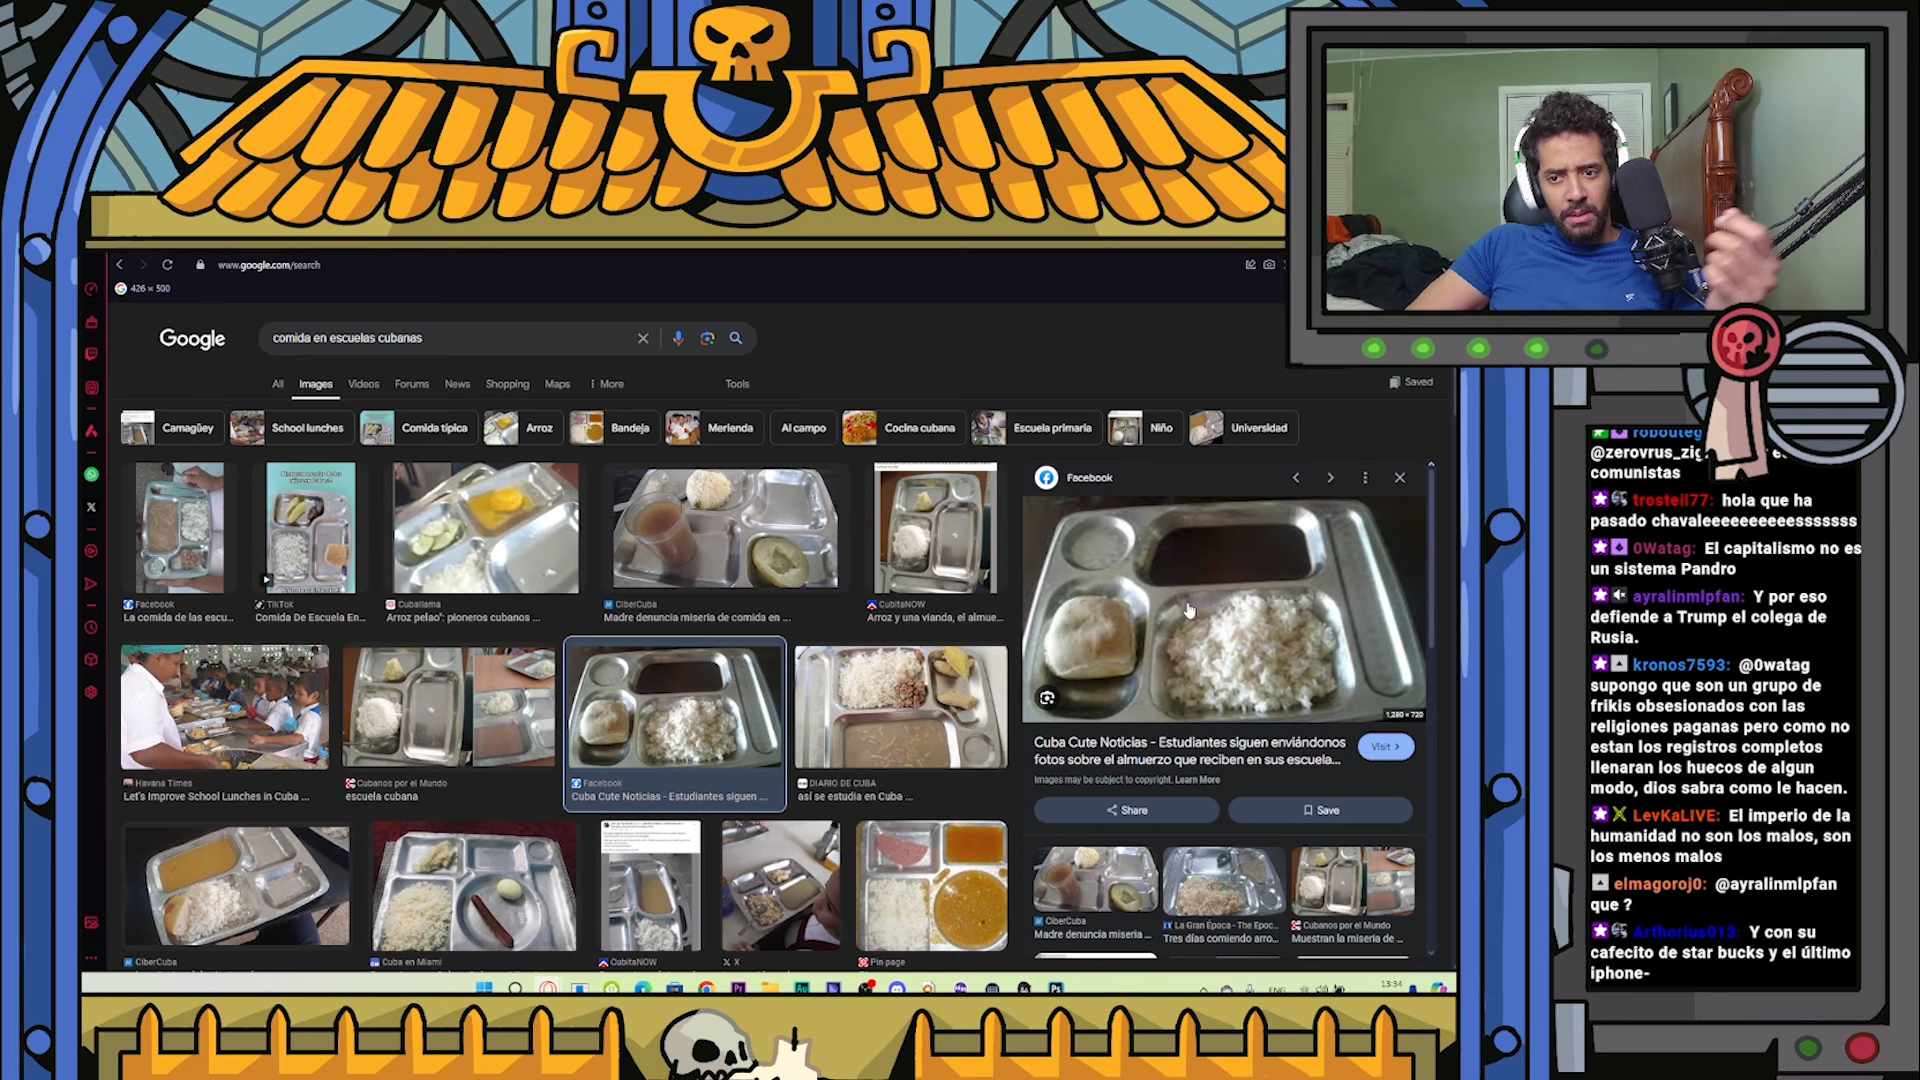 www.google.com/search
426 × 500
Google
comida en escuelas cubanas
All
Images
Videos
Forums
News
Shopping
Maps
More
Tools
Saved
Camagüey
School lunches
Comida típica
Arroz
Bandeja
Merienda
Al campo
Cocina cubana
Escuela primaria
Niño
Universidad
Facebook
La comida de las escu...
TikTok
Comida De Escuela En...
Cuballama
Arroz pelao': pioneros cubanos ...
CiberCuba
Madre denuncia miseria de comida en ...
CubitaNOW
Arroz y una vianda, el almue...
Havana Times
Let's Improve School Lunches in Cuba ...
Cubanos por el Mundo
escuela cubana
Facebook
Cuba Cute Noticias - Estudiantes siguen ...
DIARIO DE CUBA
así se estudia en Cuba ...
CiberCuba
Cuba en Miami
CubitaNOW
X
Pin page
Facebook
1,280 × 720
Cuba Cute Noticias - Estudiantes siguen enviándonos
fotos sobre el almuerzo que reciben en sus escuela...
Visit
Images may be subject to copyright. Learn More
Share
Save
CiberCuba
Madre denuncia miseria ...
La Gran Época - The Epoc...
Tres días comiendo arro...
Cubanos por el Mundo
Muestran la miseria de ...
ENG
13:34
comunistas
trosteil77: hola que ha
pasado chavaleeeeeeeeeesssssss
0Watag: El capitalismo no es
un sistema Pandro
ayralinmlpfan: Y por eso
defiende a Trump el colega de
Rusia.
kronos7593: @0watag
supongo que son un grupo de
frikis obsesionados con las
religiones paganas pero como no
estan los registros completos
llenaran los huecos de algun
modo, dios sabra como le hacen.
LevKaLIVE: El imperio de la
humanidad no son los malos, son
los menos malos
elmagoroj0: @ayralinmlpfan
que ?
Arthorius013: Y con su
cafecito de star bucks y el último
iphone-